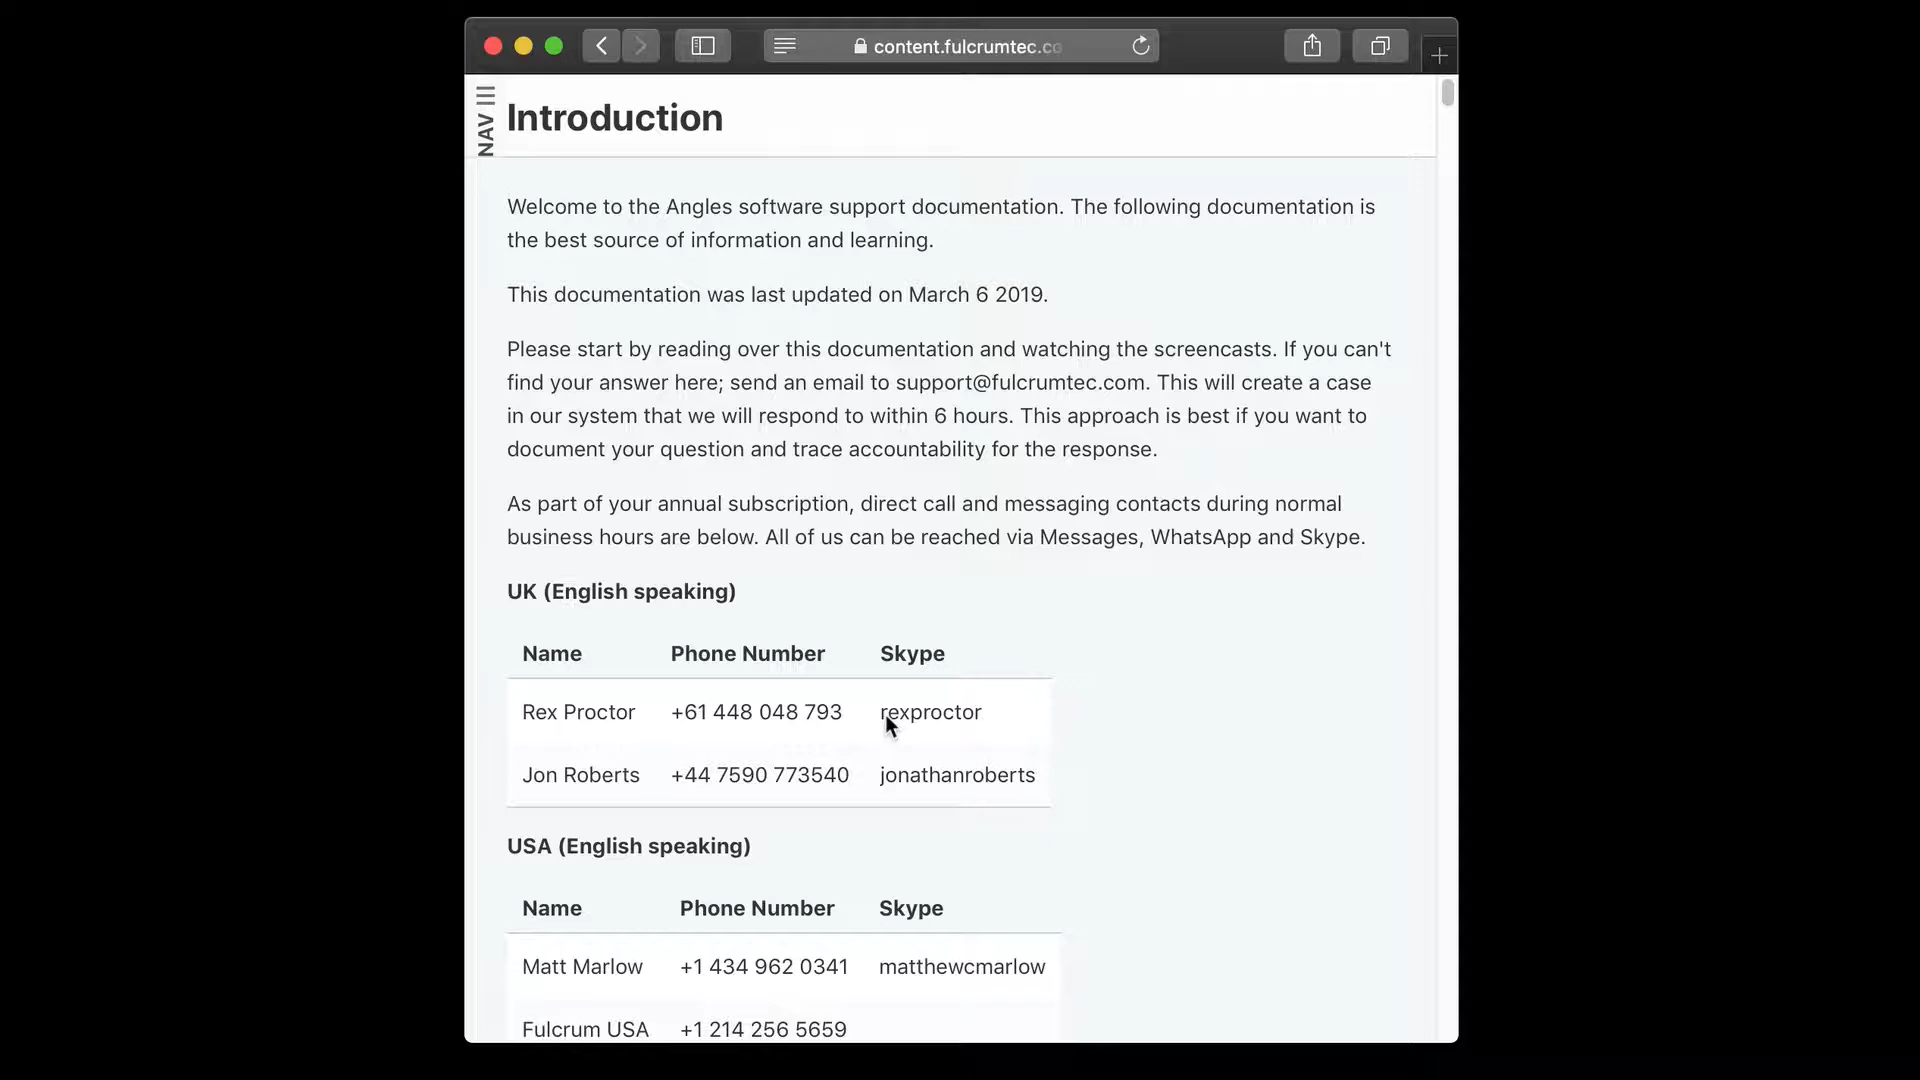 content.fulcrumtec.co
NAV
Introduction
Welcome to the Angles software support documentation. The following documentation is
the best source of information and learning.
This documentation was last updated on March 6 2019.
Please start by reading over this documentation and watching the screencasts. If you can't
find your answer here; send an email to support@fulcrumtec.com. This will create a case
in our system that we will respond to within 6 hours. This approach is best if you want to
document your question and trace accountability for the response.
As part of your annual subscription, direct call and messaging contacts during normal
business hours are below. All of us can be reached via Messages, WhatsApp and Skype.
UK (English speaking)
Name Phone Number Skype
Rex Proctor +61 448 048 793 rexproctor
Jon Roberts +44 7590 773540 jonathanroberts
USA (English speaking)
Name Phone Number Skype
Matt Marlow +1 434 962 0341 matthewcmarlow
Fulcrum USA +1 214 256 5659